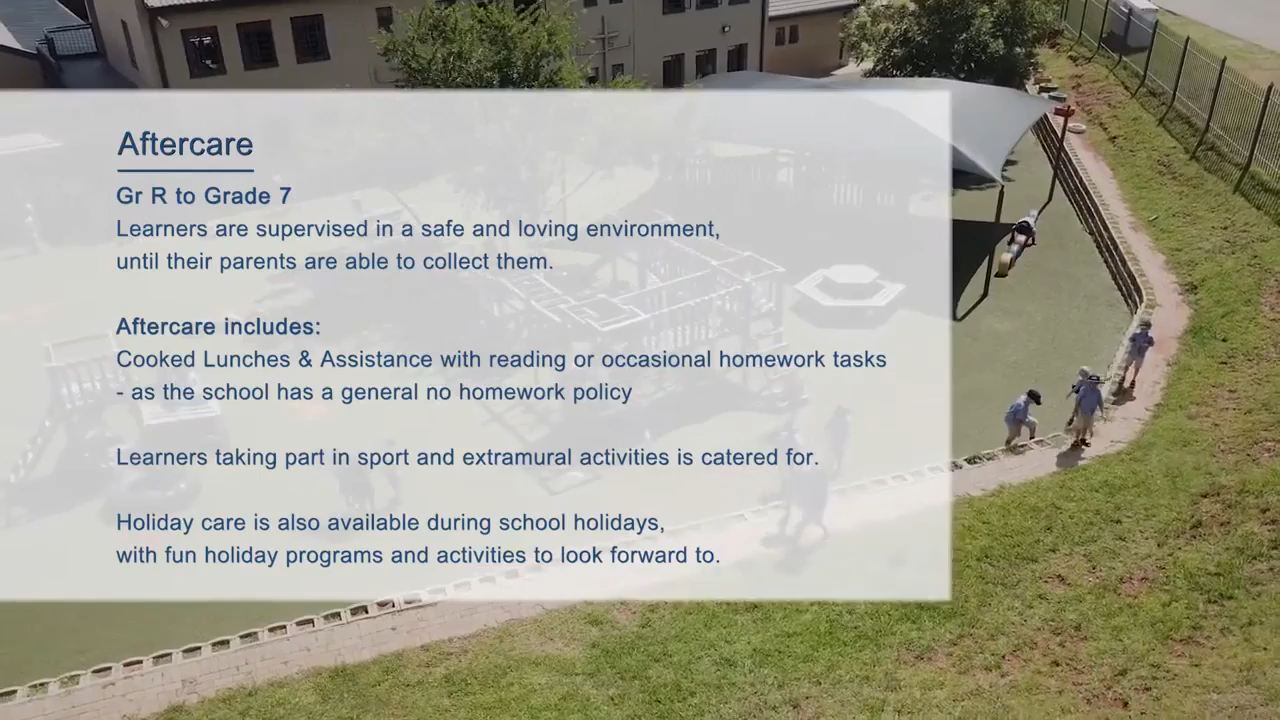 Aftercare
Gr R to Grade 7
Learners are supervised in a safe and loving environment,
until their parents are able to collect them.
Aftercare includes:
Cooked Lunches & Assistance with reading or occasional homework tasks
- as the school has a general no homework policy
Learners taking part in sport and extramural activities is catered for.
Holiday care is also available during school holidays,
with fun holiday programs and activities to look forward to.